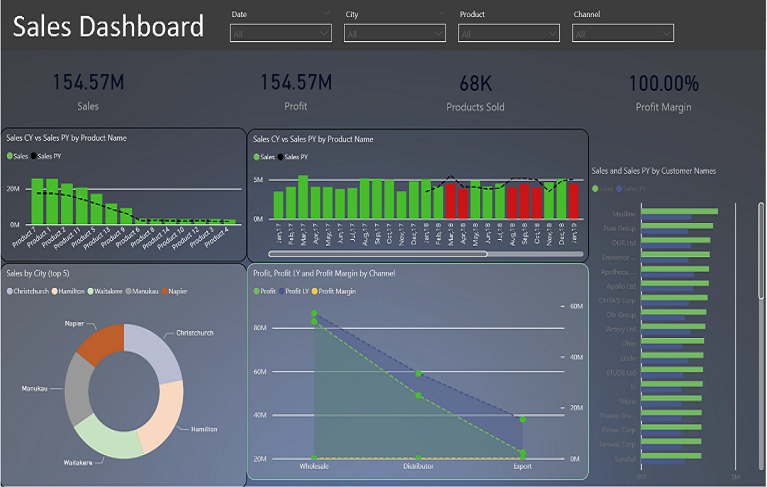 Sales Dashboard
Date
All
City
All
Product
All
Channel
All
154.57M
Sales
154.57M
Profit
68K
Products Sold
100.00%
Profit Margin
Sales CY vs Sales PY by Product Name
Sales Sales PY
20M
0M
Product 7
Product 1
Product 2
Product 11
Product 5
Product 13
Product 9
Product 6
Product 8
Product 14
Product 10
Product 12
Product 3
Product 4
Sales CY vs Sales PY by Product Name
Sales Sales PY
5M
0M
Jan,17
Feb,17
Mar,17
Apr,17
May,17
Jun,17
Jul,17
Aug,17
Sep,17
Oct,17
Nov,17
Dec,17
Jan,18
Feb,18
Mar,18
Apr,18
May,18
Jun,18
Jul,18
Aug,18
Sep,18
Oct,18
Nov,18
Dec,18
Jan,19
Sales and Sales PY by Customer Names
Sales Sales PY
Medline
Pure Group
OUR Ltd
Eminence ...
Apotheca, ...
Apollo Ltd
Ole Group
Victory Ltd
Ohio
Linde
ETUDE Ltd
Ei
Elorac, Corp
Sundial
0M
5M
Sales by City (top 5)
Christchurch Hamilton Waitakere Manukau Napier
Napier
Christchurch
Manukau
Hamilton
Waitakere
Profit, Profit LY and Profit Margin by Channel
Profit Profit LY Profit Margin
80M
60M
40M
20M
60M
40M
20M
0M
Wholesale
Distributor
Export